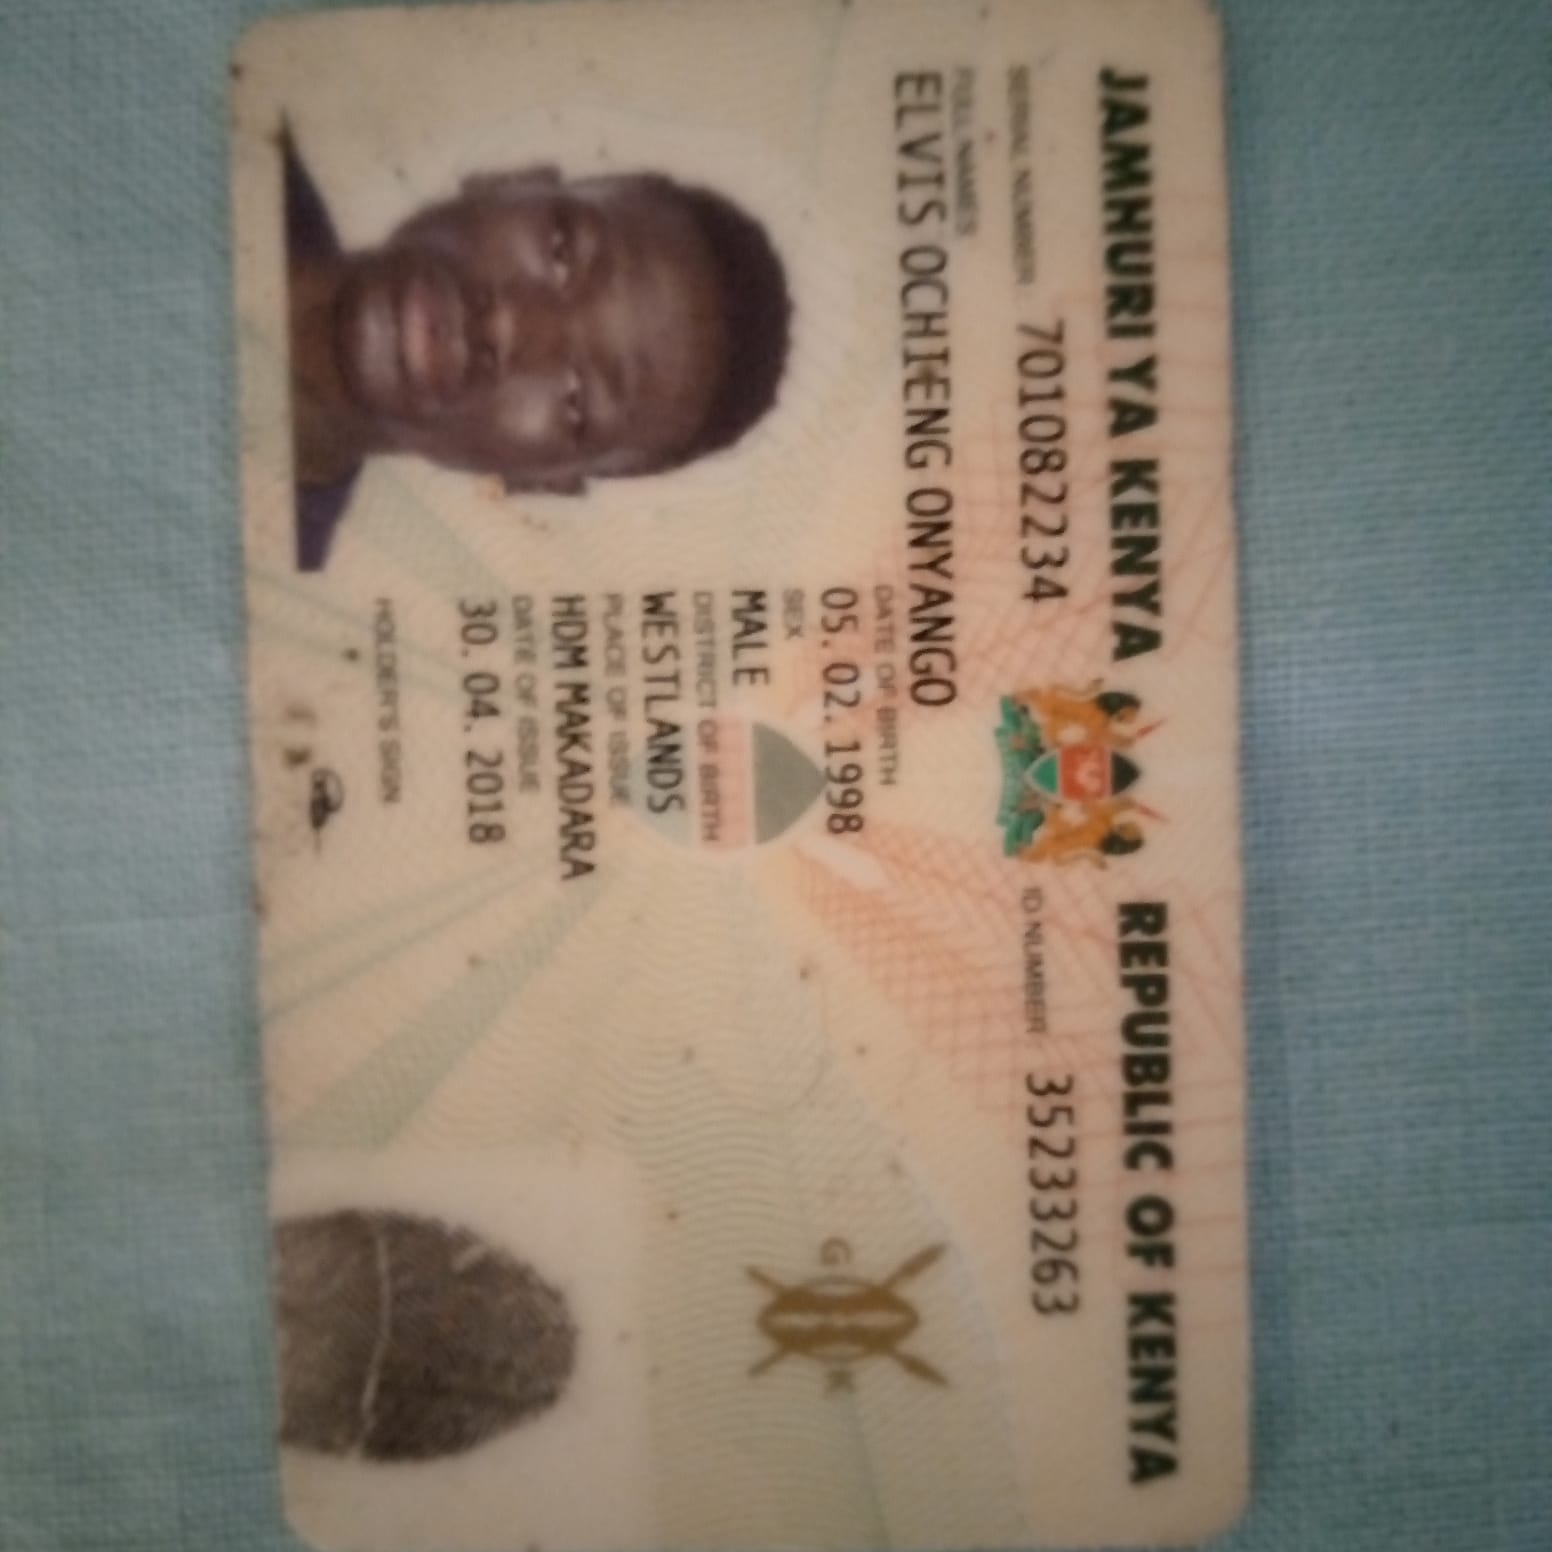 JAMHURI YA KENYA REPUBLIC OF KENYA
SERIAL NUMBER: 701082234 ID NUMBER: 35233263
FULL NAMES
ELVIS OCHIENG ONYANGO
DATE OF BIRTH
05. 02. 1998
SEX
MALE
DISTRICT OF BIRTH
WESTLANDS
PLACE OF ISSUE
HDM MAKADARA
DATE OF ISSUE
30. 04. 2018
HOLDER'S SIGN
G K